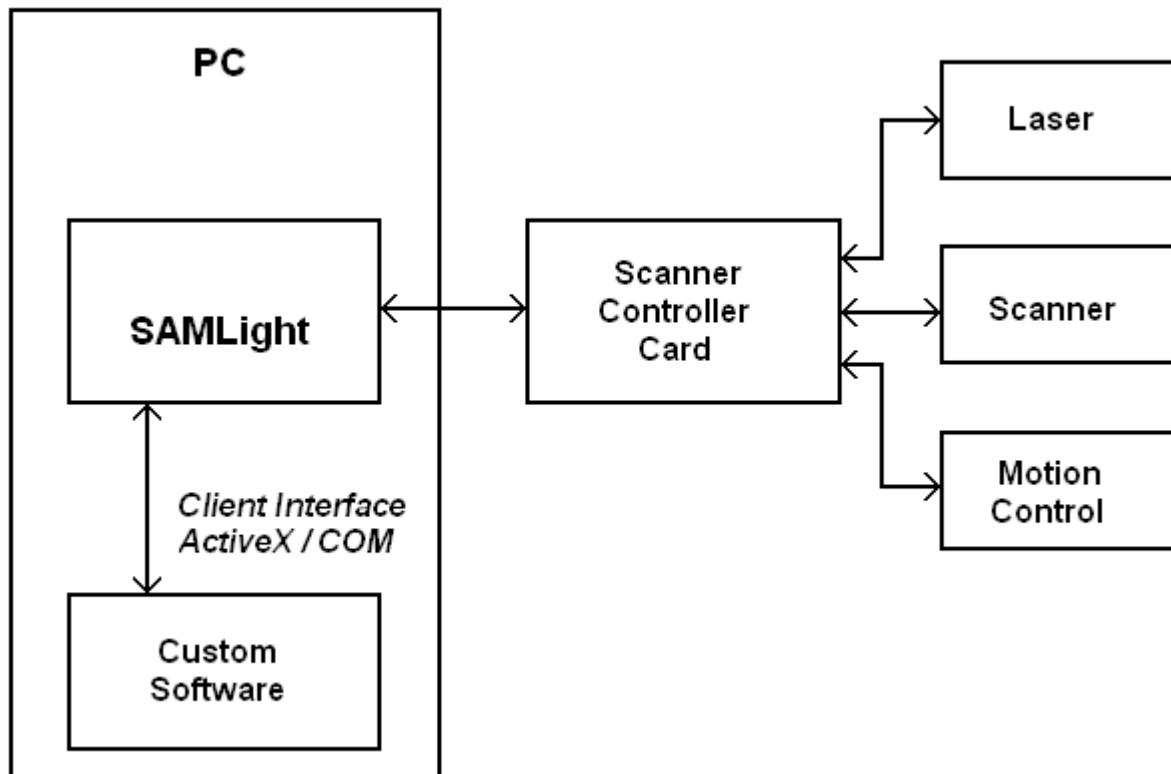 PC
SAMLight
Client Interface
ActiveX / COM
Custom
Software
Scanner
Controller
Card
Laser
Scanner
Motion
Control